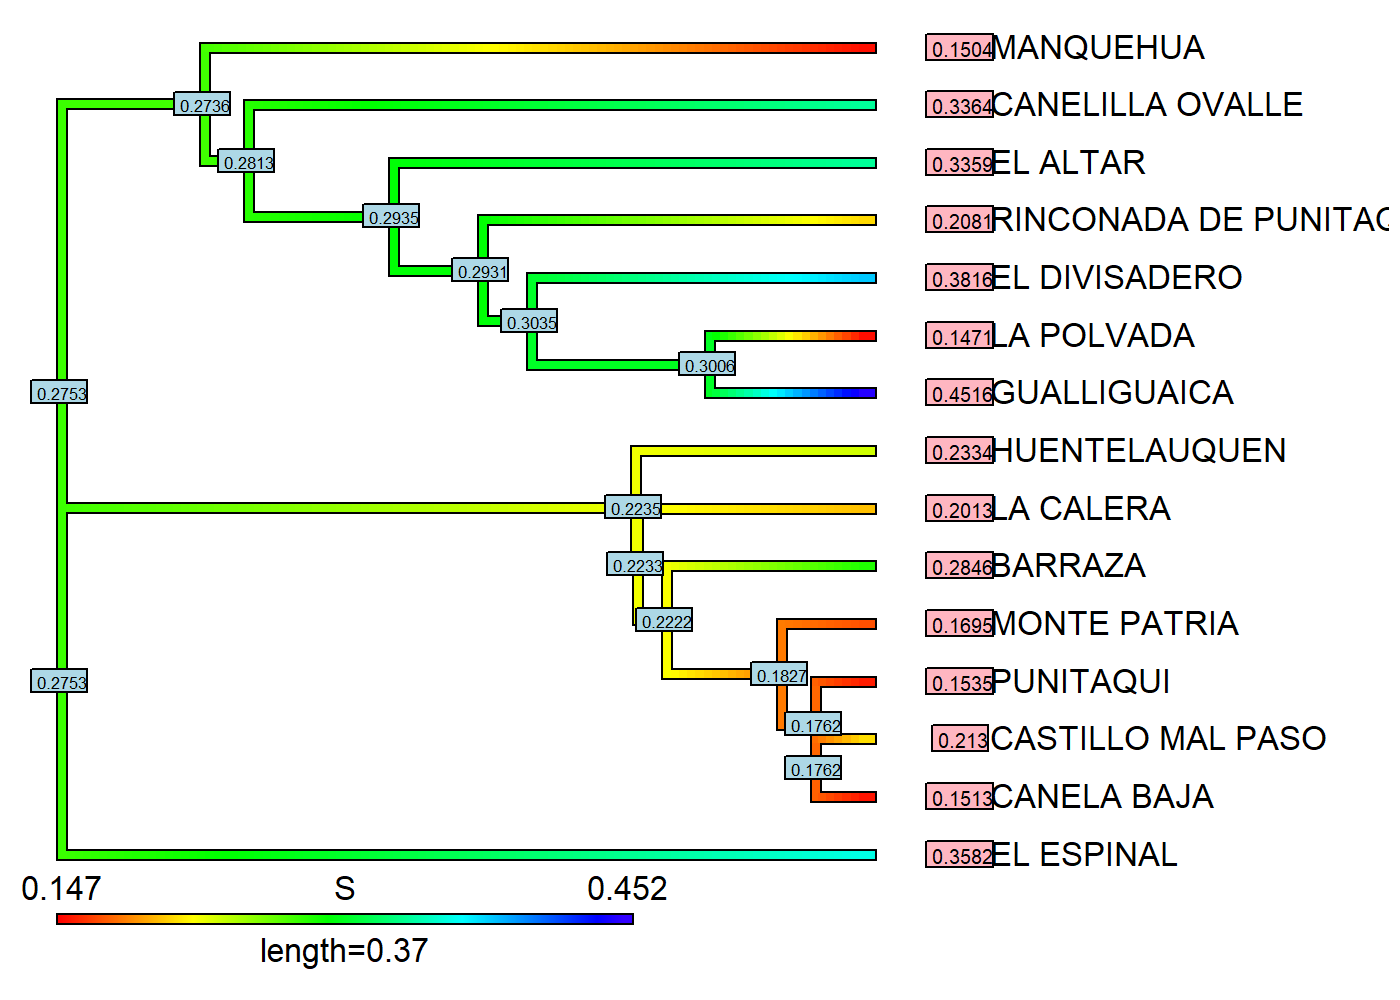 0.1504 MANQUEHUA
0.2736
0.3364 CANELILLA OVALLE
0.2813
0.3359 EL ALTAR
0.2935
0.2081 RINCONADA DE PUNITAQ
0.2931
0.3816 EL DIVISADERO
0.3035
0.1471 LA POLVADA
0.3006
0.2753
0.4516 GUALLIGUAICA
0.2334 HUENTELAUQUEN
0.2235
0.2013 LA CALERA
0.2233
0.2846 BARRAZA
0.2222
0.1695 MONTE PATRIA
0.1827
0.2753
0.1535 PUNITAQUI
0.1762
0.213 CASTILLO MAL PASO
0.1762
0.1513 CANELA BAJA
0.3582 EL ESPINAL
0.147 S 0.452
length=0.37